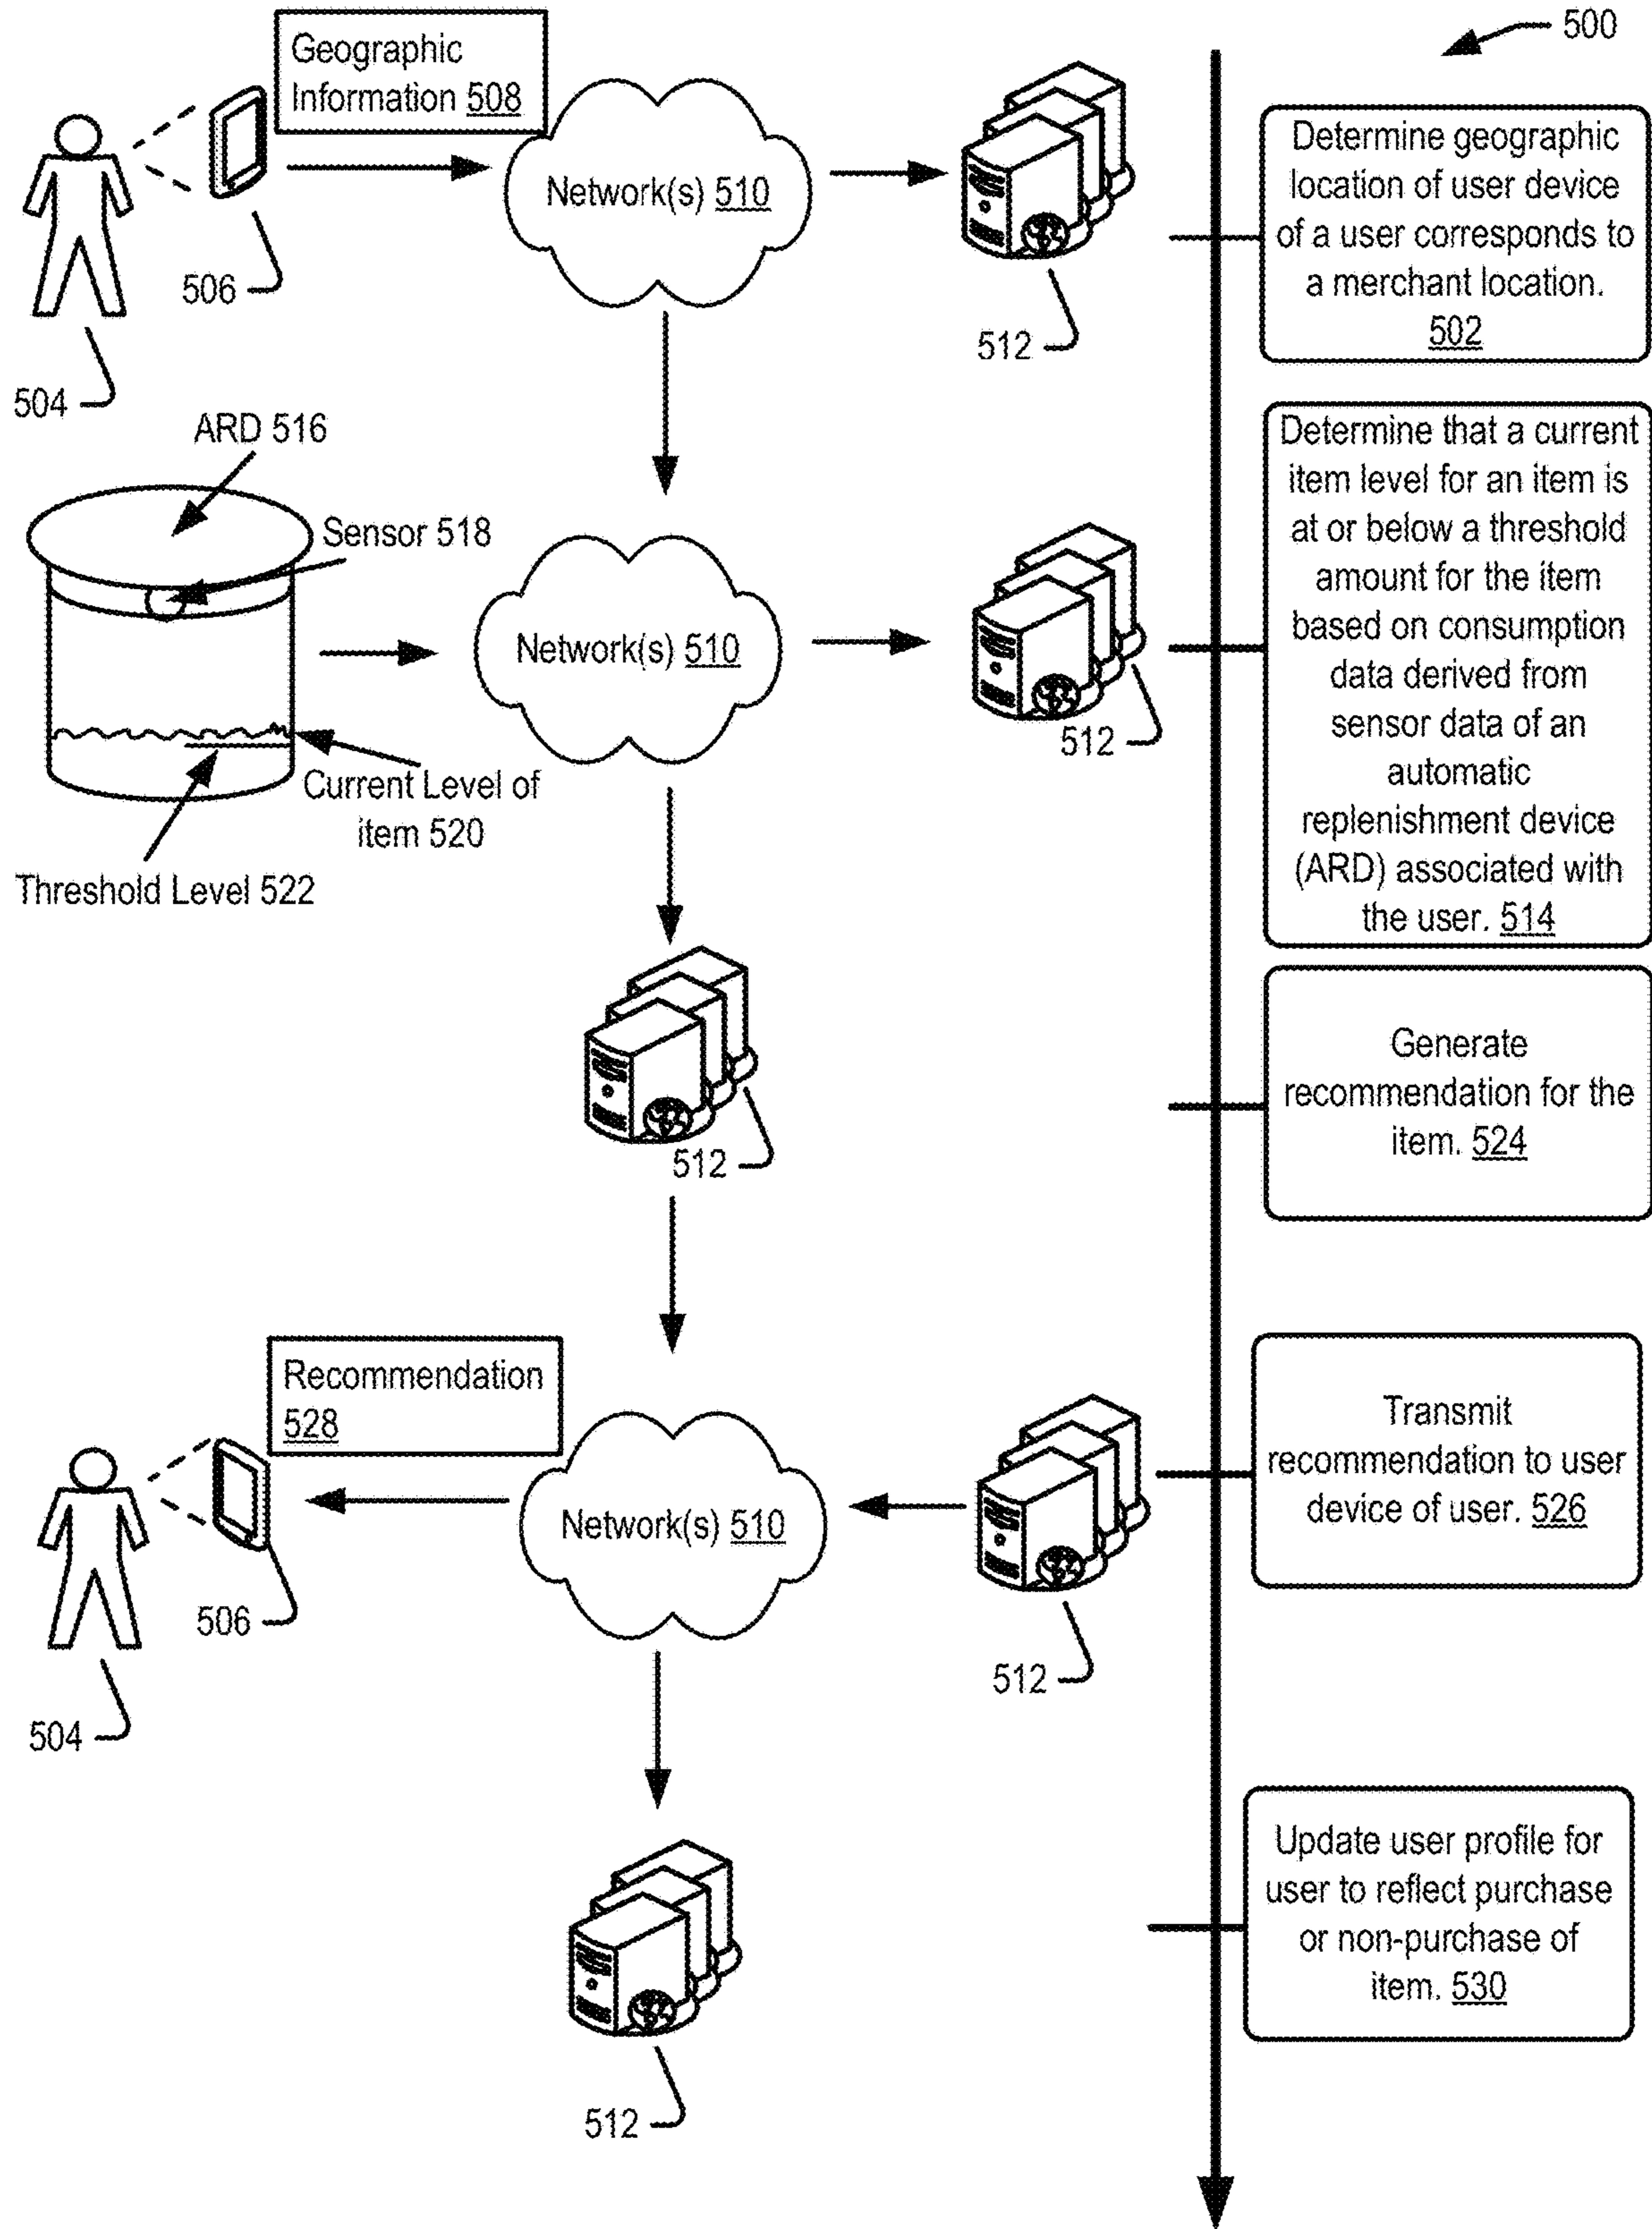 500
Geographic
Information 508
Network(s) 510
506
504
512
Determine geographic
location of user device
of a user corresponds to
a merchant location.
502
ARD 516
Sensor 518
Network(s) 510
512
Current Level of
item 520
Threshold Level 522
Determine that a current
item level for an item is
at or below a threshold
amount for the item
based on consumption
data derived from
sensor data of an
automatic
replenishment device
(ARD) associated with
the user. 514
512
Generate
recommendation for the
item. 524
Recommendation
528
Network(s) 510
506
504
512
Transmit
recommendation to user
device of user. 526
512
Update user profile for
user to reflect purchase
or non-purchase of
item. 530